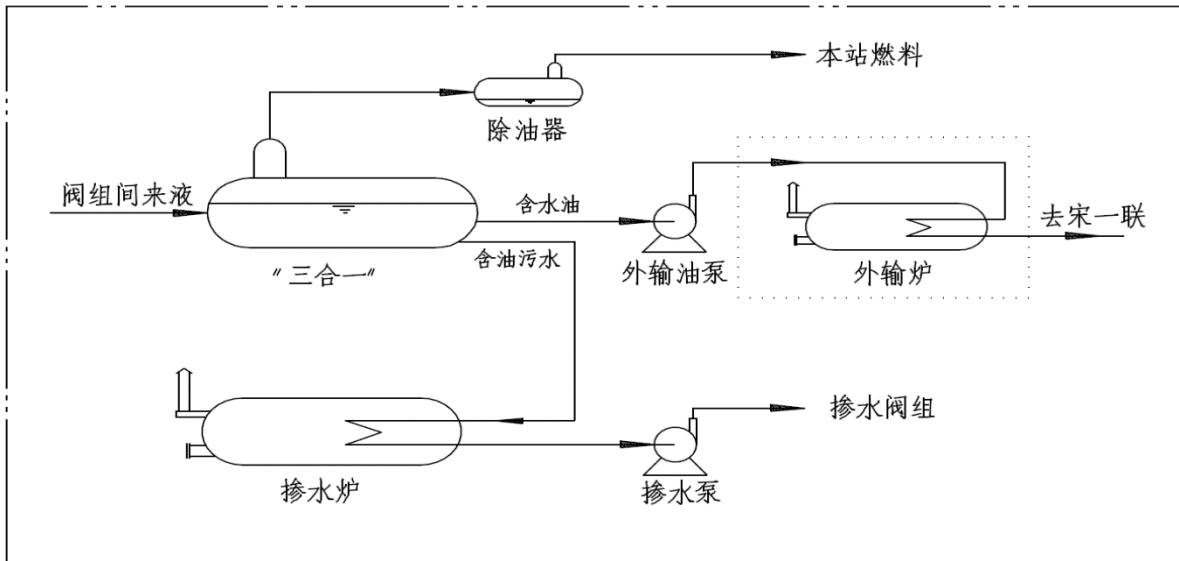 本站燃料
除油器
阀组间来液
含水油
去宋一联
含油污水
"三合一"
外输油泵
外输炉
掺水阀组
掺水炉
掺水泵